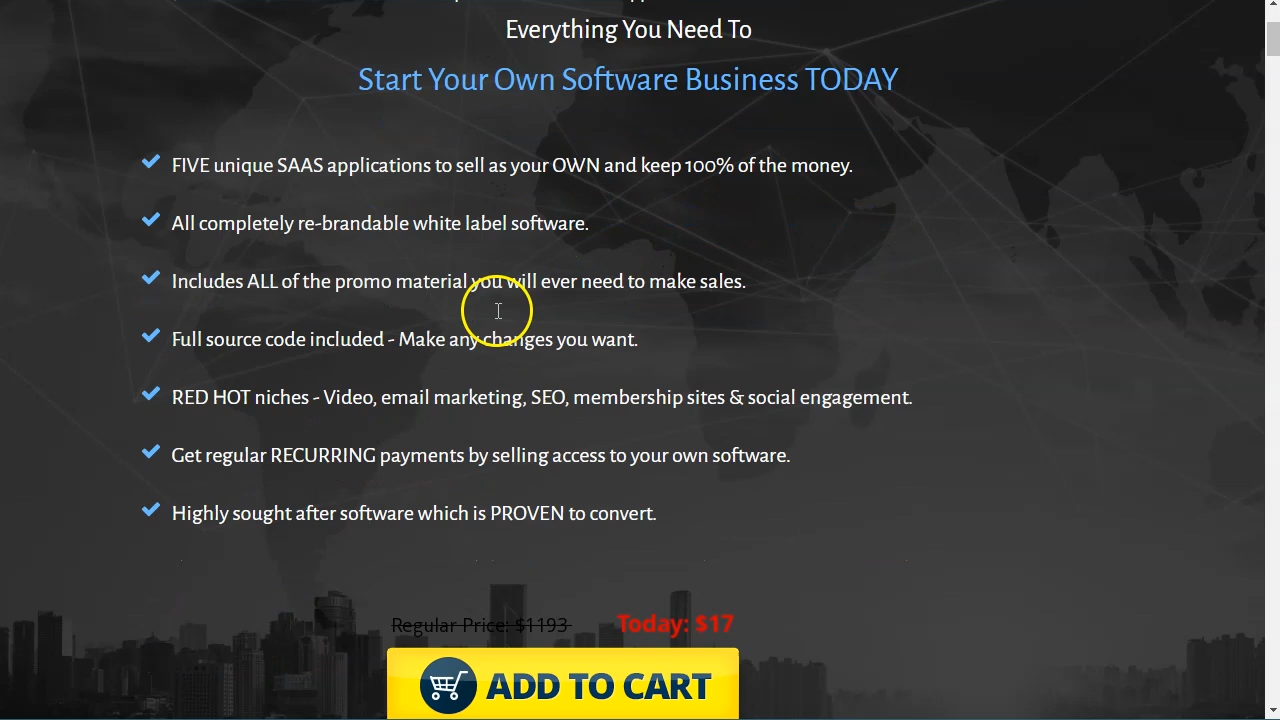 Everything You Need To
Start Your Own Software Business TODAY
FIVE unique SAAS applications to sell as your OWN and keep 100% of the money.
All completely re-brandable white label software.
Includes ALL of the promo material you will ever need to make sales.
Full source code included - Make any changes you want.
RED HOT niches - Video, email marketing, SEO, membership sites & social engagement.
Get regular RECURRING payments by selling access to your own software.
Highly sought after software which is PROVEN to convert.
Regular Price: $1193 Today: $17
ADD TO CART